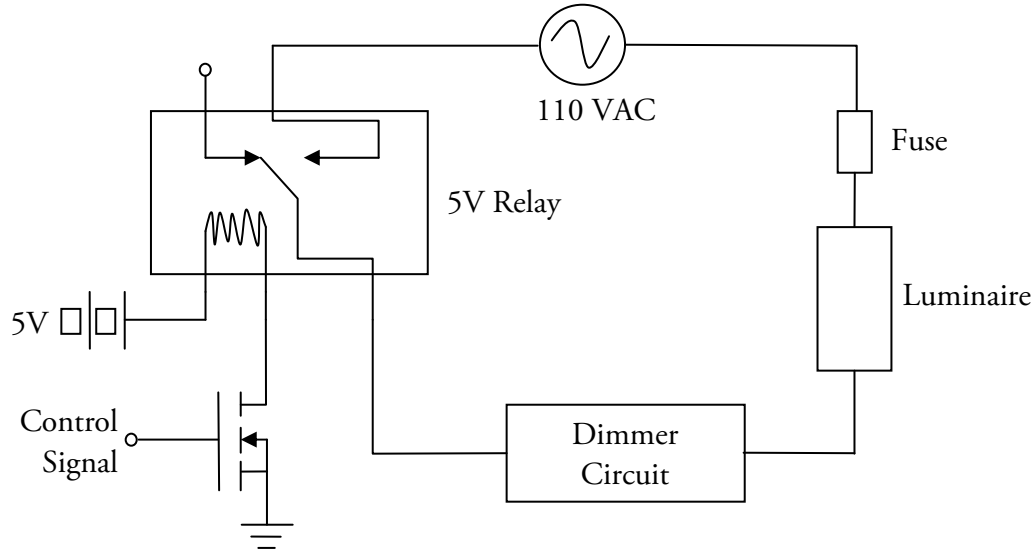 110 VAC
Fuse
5V Relay
Luminaire
5V
Control
Signal
Dimmer
Circuit